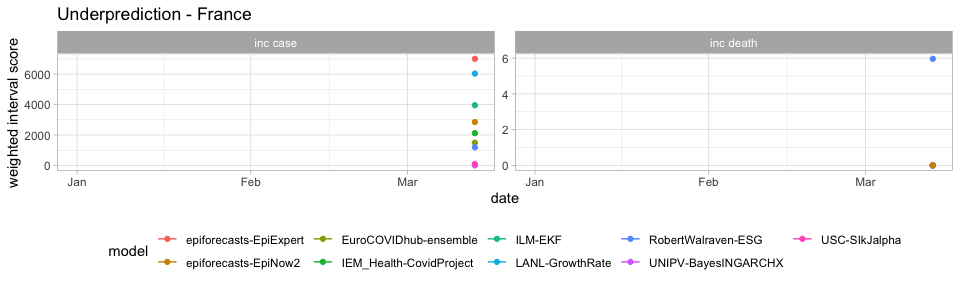 Underprediction - France
inc case
inc death
weighted interval score
6000
4000
2000
0
6
4
2
0
Jan
Feb
Mar
Jan
Feb
Mar
date
model
epiforecasts-EpiExpert
EuroCOVIDhub-ensemble
ILM-EKF
RobertWalraven-ESG
USC-SIkJalpha
epiforecasts-EpiNow2
IEM_Health-CovidProject
LANL-GrowthRate
UNIPV-BayesINGARCHX